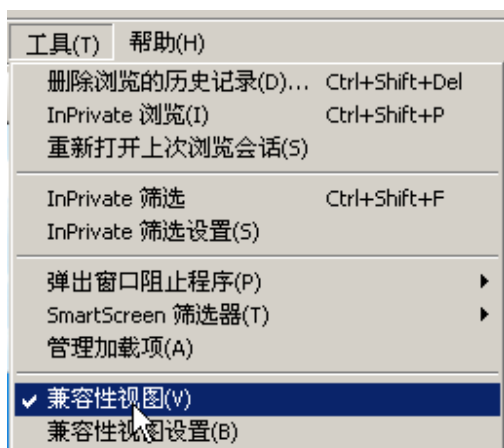 工具(T) 帮助(H)
删除浏览的历史记录(D)... Ctrl+Shift+Del
InPrivate 浏览(I) Ctrl+Shift+P
重新打开上次浏览会话(S)
InPrivate 筛选 Ctrl+Shift+F
InPrivate 筛选设置(S)
弹出窗口阻止程序(P)
SmartScreen 筛选器(T)
管理加载项(A)
兼容性视图(V)
兼容性视图设置(B)